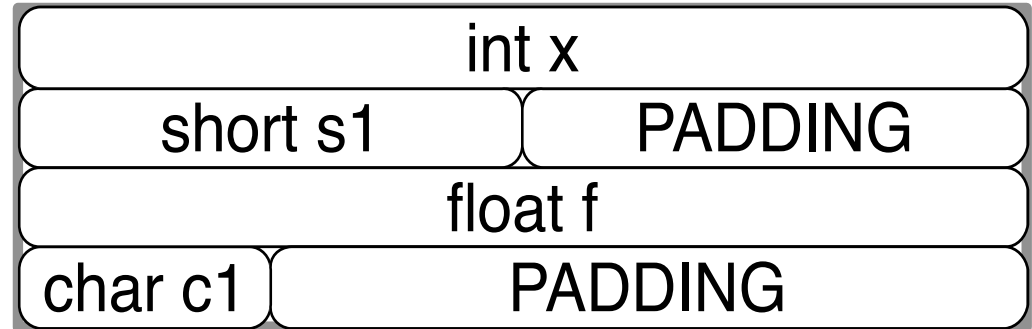 int x
short s1 PADDING
float f
char c1 PADDING